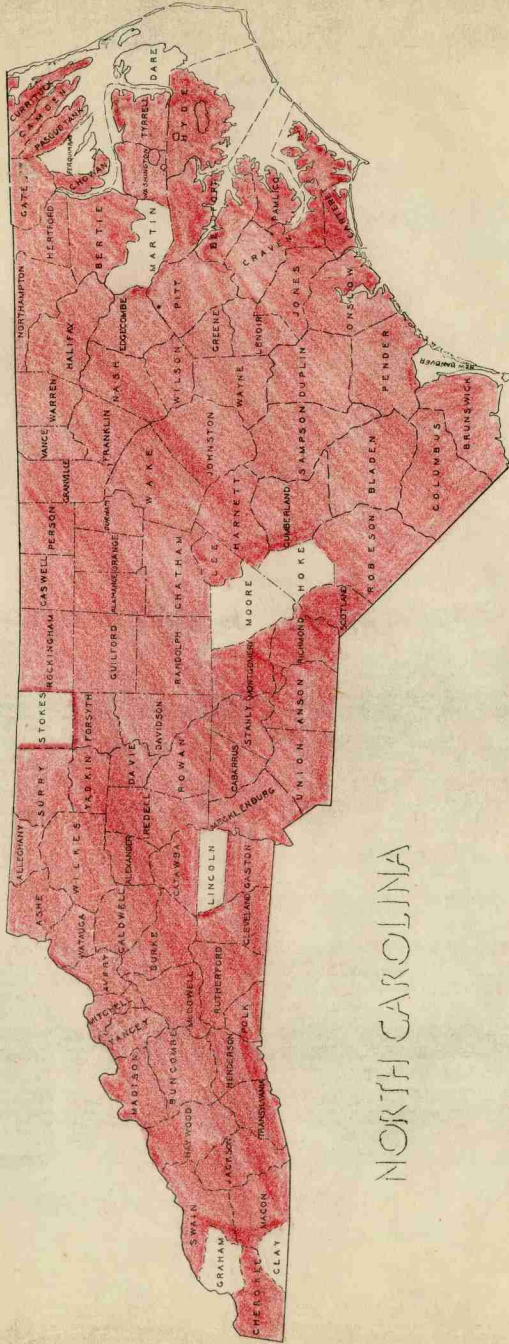 CURRITUCK
CAMDEN
PASQUOTANK
PERQUIMANS
CHOWAN
GATES
HERTFORD
NORTHAMPTON
BERTIE
HALIFAX
WARREN
VANCE
GRANVILLE
PERSON
CASWELL
ROCKINGHAM
STOKES
SURRY
ALLEGHANY
ASHE
DARE
TYRRELL
WASHINGTON
HYDE
MARTIN
BEAUFORT
PITT
EDGECOMBE
NASH
FRANKLIN
WILSON
WAKE
DURHAM
ORANGE
ALAMANCE
GUILFORD
FORSYTH
YADKIN
WILKES
WATAUGA
PAMLICO
CARTERET
CRAVEN
GREENE
LENOIR
JONES
WAYNE
JOHNSTON
CHATHAM
RANDOLPH
DAVIDSON
DAVIE
IREDELL
ALEXANDER
CALDWELL
AVERY
MITCHELL
YANCEY
MADISON
ONSLOW
DUPLIN
SAMPSON
HARNETT
LEE
MOORE
MONTGOMERY
STANLY
ROWAN
CABARRUS
CATAWBA
LINCOLN
BURKE
McDOWELL
BUNCOMBE
HAYWOOD
SWAIN
GRAHAM
NEW HANOVER
PENDER
BRUNSWICK
COLUMBUS
BLADEN
CUMBERLAND
HOKE
ROBESON
SCOTLAND
RICHMOND
ANSON
UNION
MECKLENBURG
GASTON
CLEVELAND
RUTHERFORD
POLK
HENDERSON
TRANSYLVANIA
JACKSON
MACON
CLAY
CHEROKEE
NORTH CAROLINA